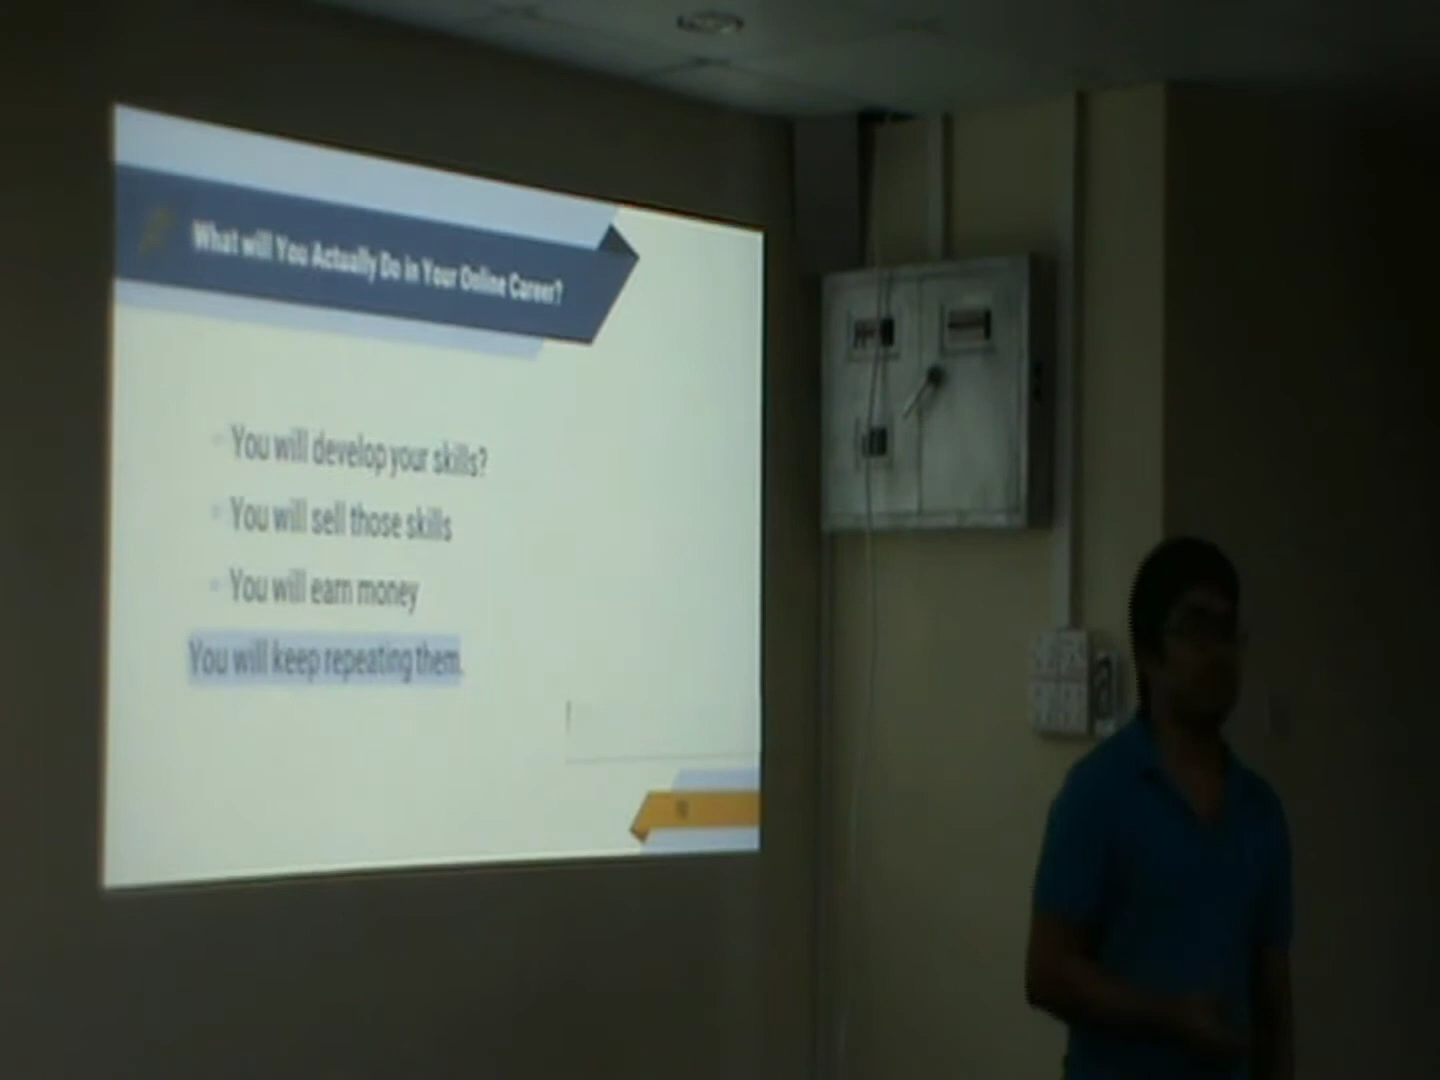 What will You Actually Do in Your Online Career?
You will develop your skills?
You will sell those skills
You will earn money
You will keep repeating them.